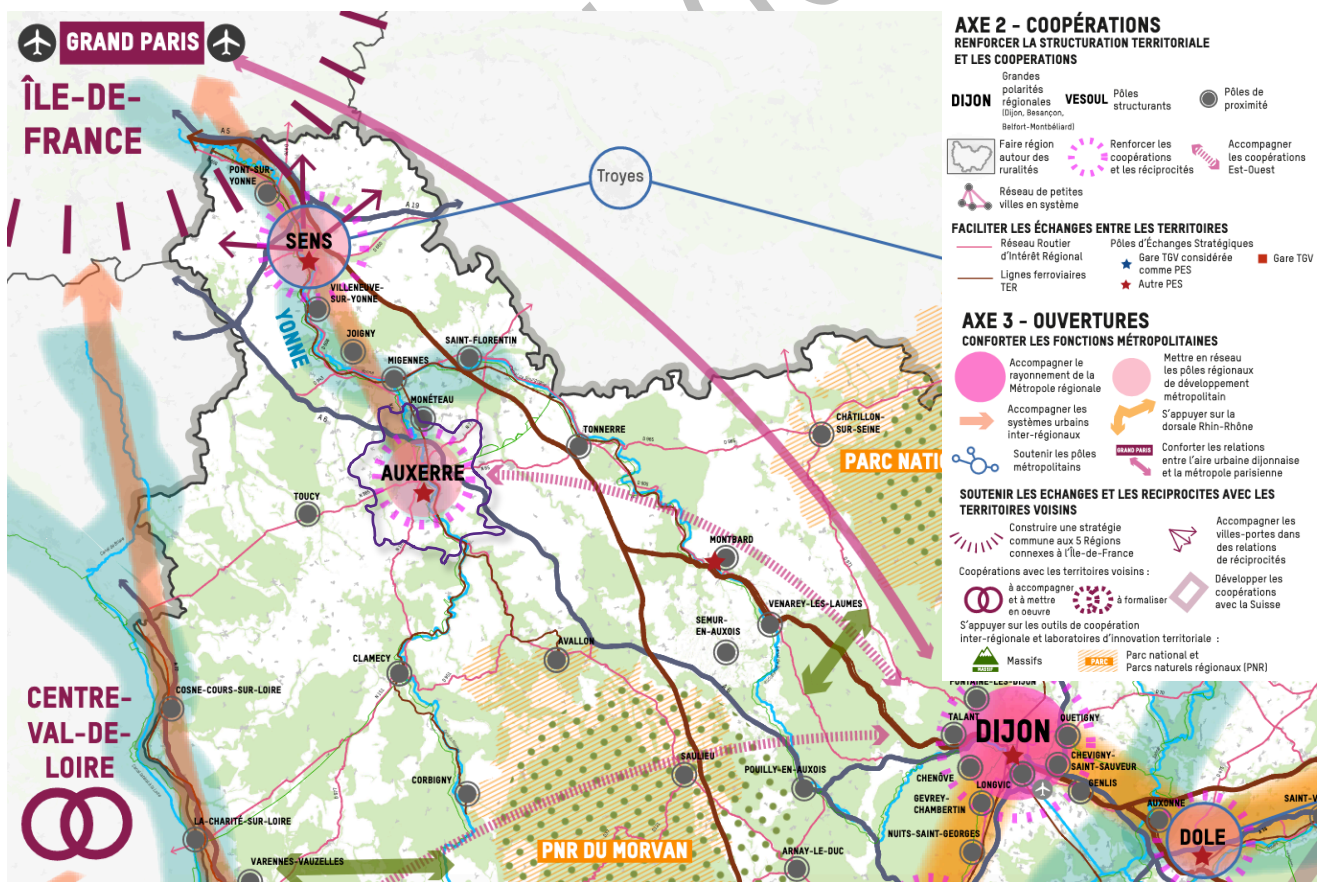 GRAND PARIS
ÎLE-DE-
FRANCE
A 5
PONT-SUR-
YONNE
Troyes
A 19
SENS
VILLENEUVE-
SUR-YONNE
YONNE
JOIGNY
SAINT-FLORENTIN
MIGENNES
A 6
MONÉTEAU
CHÂTILLON-
SUR-SEINE
TONNERRE
D 965
PARC NATIO
AUXERRE
TOUCY
MONTBARD
VENAREY-LES-LAUMES
SEMUR-
EN-AUXOIS
AVALLON
CLAMECY
COSNE-COURS-SUR-LOIRE
CENTRE-
VAL-DE-
LOIRE
FONTAINE-LES-DIJON
TALANT
QUETIGNY
DIJON
SAULIEU
POUILLY-EN-AUXOIS
CHENÔVE
LONGVIC
CHEVIGNY-
SAINT-SAUVEUR
CORBIGNY
GENLIS
GEVREY-
CHAMBERTIN
AUXONNE
SAINT-V
LA-CHARITÉ-SUR-LOIRE
NUITS-SAINT-GEORGES
DOLE
PNR DU MORVAN
VARENNES-VAUZELLES
ARNAY-LE-DUC
AXE 2 - COOPÉRATIONS
RENFORCER LA STRUCTURATION TERRITORIALE
ET LES COOPERATIONS
DIJON
Grandes
polarités
régionales
(Dijon, Besançon,
Belfort-Montbéliard)
VESOUL
Pôles
structurants
Pôles de
proximité
Faire région
autour des
ruralités
Renforcer les
coopérations
et les réciprocités
Accompagner
les coopérations
Est-Ouest
Réseau de petites
villes en système
FACILITER LES ÉCHANGES ENTRE LES TERRITOIRES
Réseau Routier
d'Intérêt Régional
Lignes ferroviaires
TER
Pôles d'Échanges Stratégiques
Gare TGV considérée
comme PES
Gare TGV
Autre PES
AXE 3 - OUVERTURES
CONFORTER LES FONCTIONS MÉTROPOLITAINES
Accompagner le
rayonnement de la
Métropole régionale
Mettre en réseau
les pôles régionaux
de développement
métropolitain
Accompagner les
systèmes urbains
inter-régionaux
S'appuyer sur la
dorsale Rhin-Rhône
Soutenir les pôles
métropolitains
GRAND PARIS
Conforter les relations
entre l'aire urbaine dijonnaise
et la métropole parisienne
SOUTENIR LES ECHANGES ET LES RECIPROCITES AVEC LES
TERRITOIRES VOISINS
Construire une stratégie
commune aux 5 Régions
connexes à l'Île-de-France
Accompagner les
villes-portes dans
des relations
de réciprocités
Coopérations avec les territoires voisins :
à accompagner
et à mettre
en oeuvre
à formaliser
Développer les
coopérations
avec la Suisse
S'appuyer sur les outils de coopération
inter-régionale et laboratoires d'innovation territoriale :
MASSIF
Massifs
PARC
Parc national et
Parcs naturels régionaux (PNR)